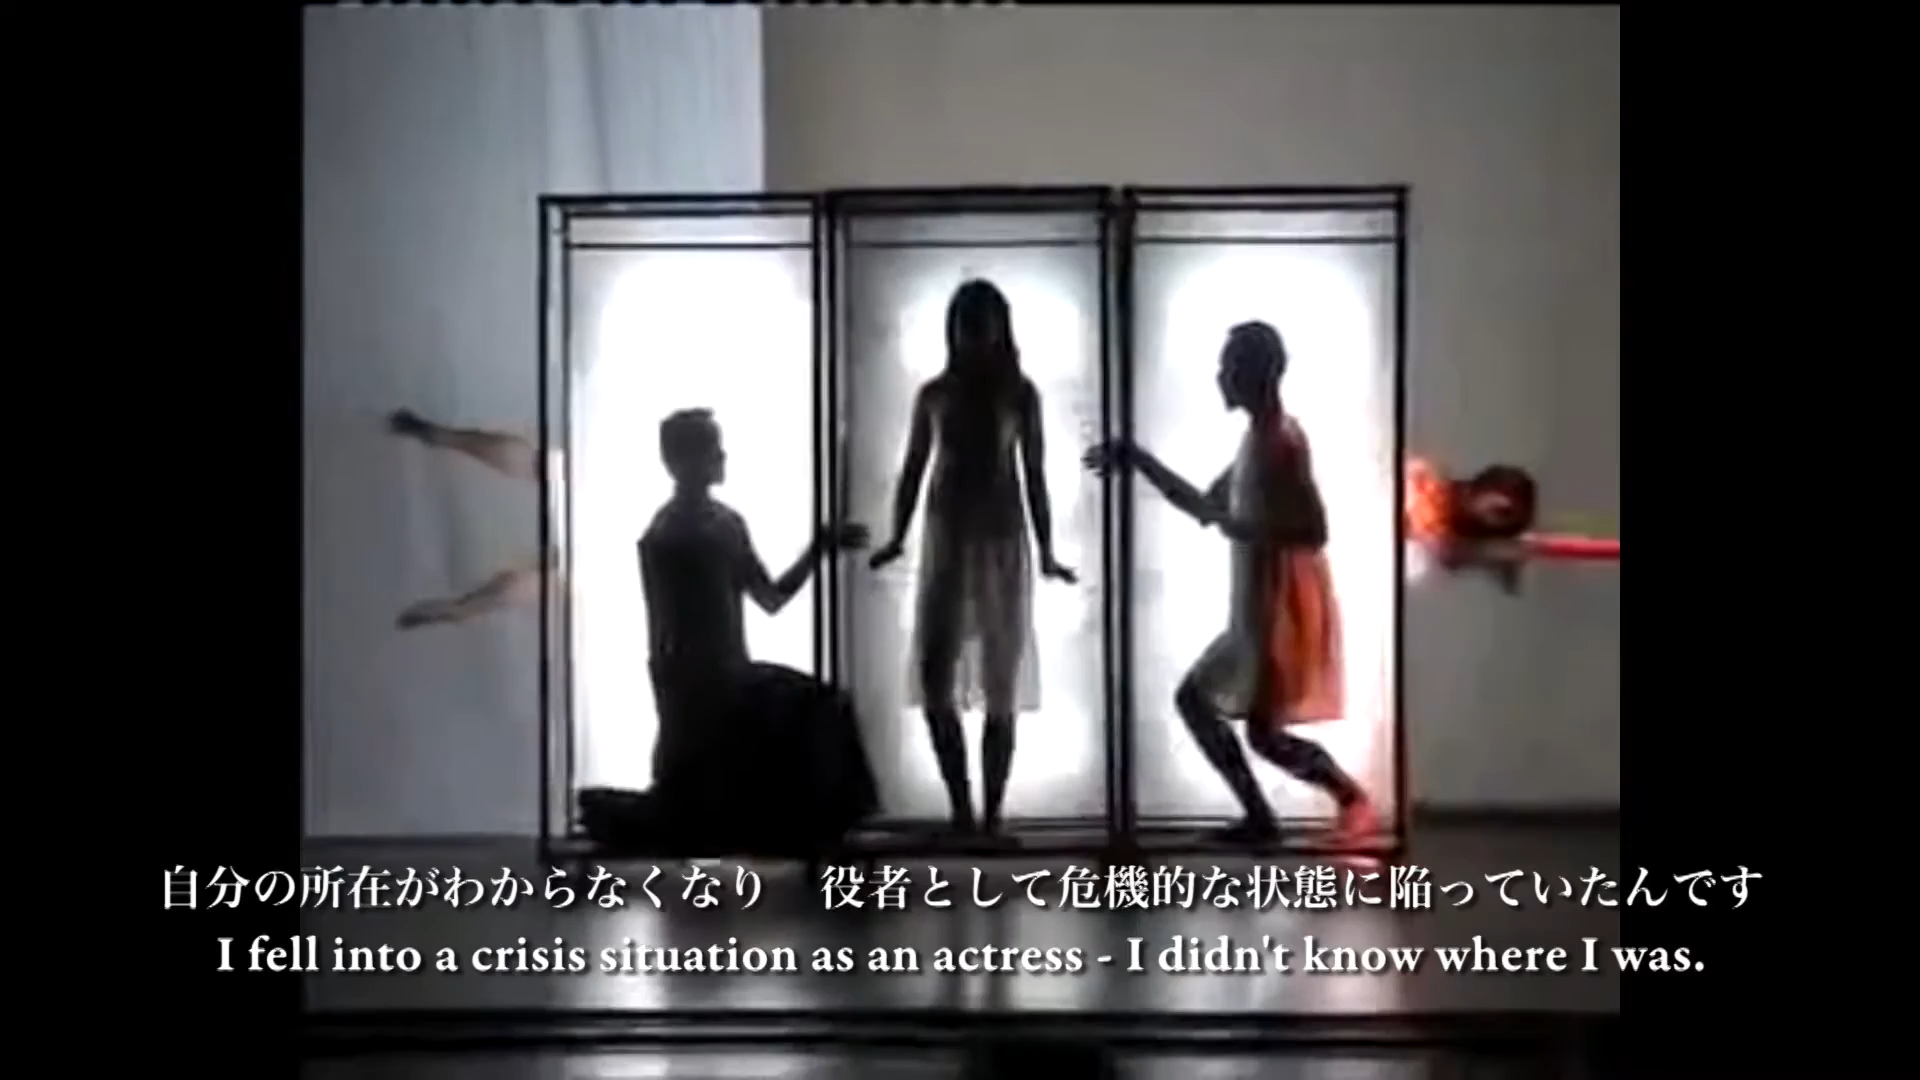 自分の所在がわからなくなり　役者として危機的な状態に陥っていたんです
I fell into a crisis situation as an actress - I didn't know where I was.